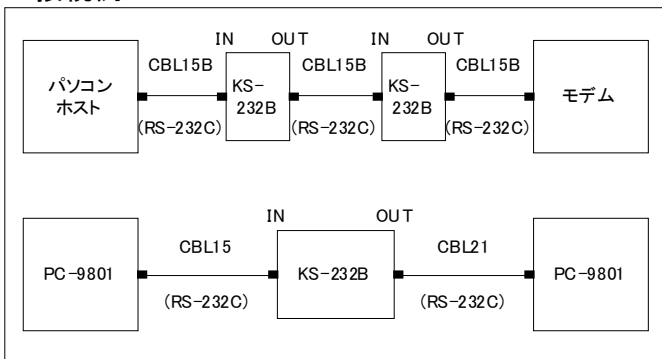 IN OUT IN OUT
CBL15B CBL15B CBL15B
パソコン
ホスト
KS-
232B
KS-
232B
モデム
(RS-232C) (RS-232C) (RS-232C)
IN OUT
CBL15 CBL21
PC-9801 KS-232B PC-9801
(RS-232C) (RS-232C)